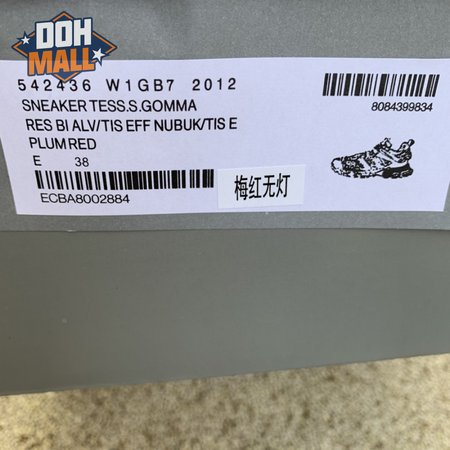 DOH
MALL
542436 W1GB7 2012
SNEAKER TESS.S.GOMMA
RES BI ALV/TIS EFF NUBUK/TIS E
PLUM RED
E 38
ECBA8002884
8084399834
梅红无灯